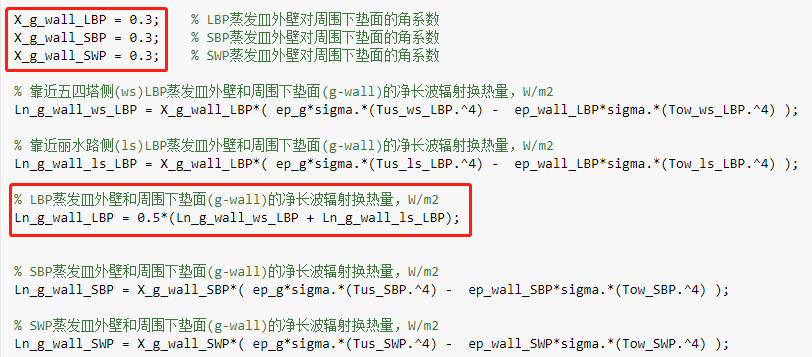 X_g_wall_LBP = 0.3;    % LBP蒸发皿外壁对周围下垫面的角系数
X_g_wall_SBP = 0.3;    % SBP蒸发皿外壁对周围下垫面的角系数
X_g_wall_SWP = 0.3;    % SWP蒸发皿外壁对周围下垫面的角系数
% 靠近五四塔侧(ws)LBP蒸发皿外壁和周围下垫面(g-wall)的净长波辐射换热量，W/m2
Ln_g_wall_ws_LBP = X_g_wall_LBP*( ep_g*sigma.*(Tus_ws_LBP.^4) -  ep_wall_LBP*sigma.*(Tow_ws_LBP.^4) );
% 靠近丽水路侧(ls)LBP蒸发皿外壁和周围下垫面(g-wall)的净长波辐射换热量，W/m2
Ln_g_wall_ls_LBP = X_g_wall_LBP*( ep_g*sigma.*(Tus_ls_LBP.^4) -  ep_wall_LBP*sigma.*(Tow_ls_LBP.^4) );
% LBP蒸发皿外壁和周围下垫面(g-wall)的净长波辐射换热量，W/m2
Ln_g_wall_LBP = 0.5*(Ln_g_wall_ws_LBP + Ln_g_wall_ls_LBP);
% SBP蒸发皿外壁和周围下垫面(g-wall)的净长波辐射换热量，W/m2
Ln_g_wall_SBP = X_g_wall_SBP*( ep_g*sigma.*(Tus_SBP.^4) -  ep_wall_SBP*sigma.*(Tow_SBP.^4) );
% SWP蒸发皿外壁和周围下垫面(g-wall)的净长波辐射换热量，W/m2
Ln_g_wall_SWP = X_g_wall_SWP*( ep_g*sigma.*(Tus_SWP.^4) -  ep_wall_SWP*sigma.*(Tow_SWP.^4) );